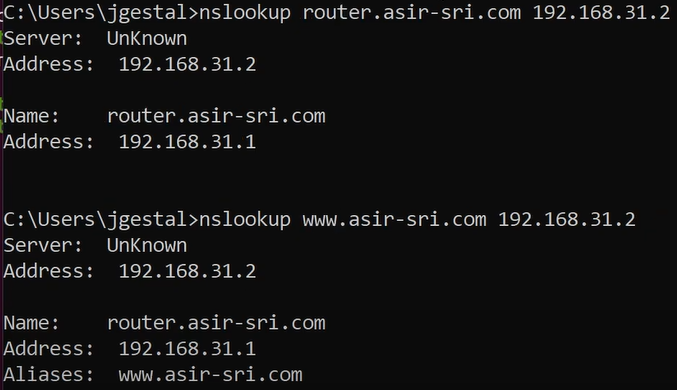 C:\Users\jgestal>nslookup router.asir-sri.com 192.168.31.2
Server:  UnKnown
Address:  192.168.31.2

Name:    router.asir-sri.com
Address:  192.168.31.1

C:\Users\jgestal>nslookup www.asir-sri.com 192.168.31.2
Server:  UnKnown
Address:  192.168.31.2

Name:    router.asir-sri.com
Address:  192.168.31.1
Aliases:  www.asir-sri.com